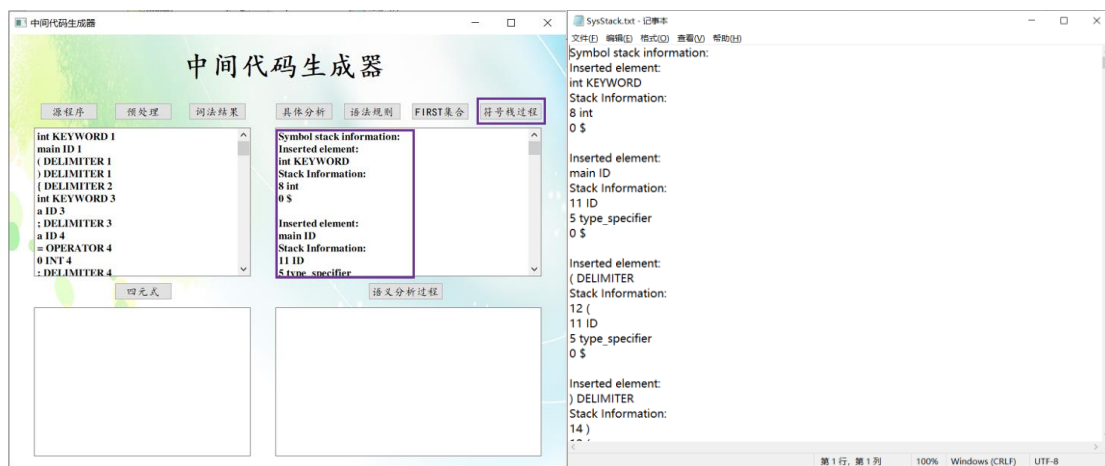 中间代码生成器
中间代码生成器
源程序 预处理 词法结果 具体分析 语法规则 FIRST集合 符号栈过程
int KEYWORD 1
main ID 1
( DELIMITER 1
) DELIMITER 1
{ DELIMITER 2
int KEYWORD 3
a ID 3
; DELIMITER 3
a ID 4
= OPERATOR 4
0 INT 4
; DELIMITER 4
Symbol stack information:
Inserted element:
int KEYWORD
Stack Information:
8 int
0 $
Inserted element:
main ID
Stack Information:
11 ID
5 type_specifier
四元式 语义分析过程
SysStack.txt - 记事本
文件(F) 编辑(E) 格式(O) 查看(V) 帮助(H)
Symbol stack information:
Inserted element:
int KEYWORD
Stack Information:
8 int
0 $
Inserted element:
main ID
Stack Information:
11 ID
5 type_specifier
0 $
Inserted element:
( DELIMITER
Stack Information:
12 (
11 ID
5 type_specifier
0 $
Inserted element:
) DELIMITER
Stack Information:
14 )
第 1 行，第 1 列 100% Windows (CRLF) UTF-8